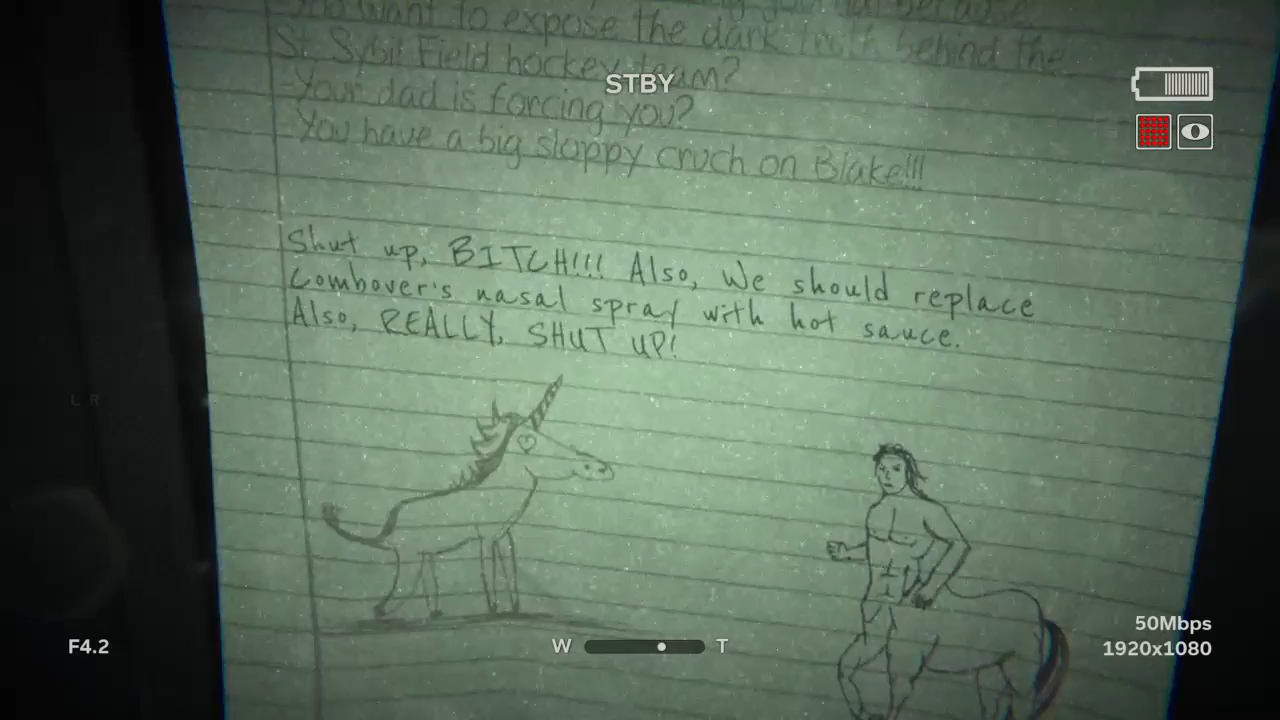 You want to expose the dark truth behind the
St. Sybil Field hockey team?
Your dad is forcing you?
You have a big sloppy cruch on Blake!!!
STBY
Shut up, BITCH!!! Also, we should replace
Combover's nasal spray with hot sauce.
Also, REALLY, SHUT UP!
L R
F4.2
W T
50Mbps
1920x1080